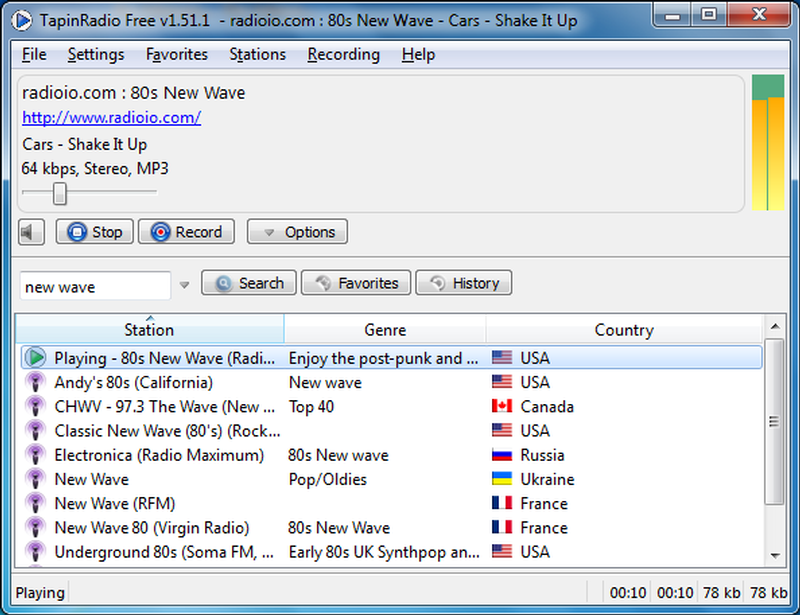 TapinRadio Free v1.51.1 - radioio.com : 80s New Wave - Cars - Shake It Up
File Settings Favorites Stations Recording Help
radioio.com : 80s New Wave
http://www.radioio.com/
Cars - Shake It Up
64 kbps, Stereo, MP3
Stop Record Options
new wave Search Favorites History
Station Genre Country
Playing - 80s New Wave (Radi... Enjoy the post-punk and ... USA
Andy's 80s (California) New wave USA
CHWV - 97.3 The Wave (New ... Top 40 Canada
Classic New Wave (80's) (Rock... USA
Electronica (Radio Maximum) 80s New wave Russia
New Wave Pop/Oldies Ukraine
New Wave (RFM) France
New Wave 80 (Virgin Radio) 80s New Wave France
Underground 80s (Soma FM, ... Early 80s UK Synthpop an... USA
Playing 00:10 00:10 78 kb 78 kb